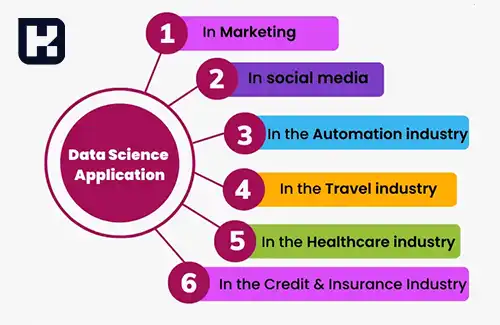 1
In Marketing
2
In social media
3
In the Automation industry
Data Science
Application
4
In the Travel industry
5
In the Healthcare industry
6
In the Credit & Insurance Industry